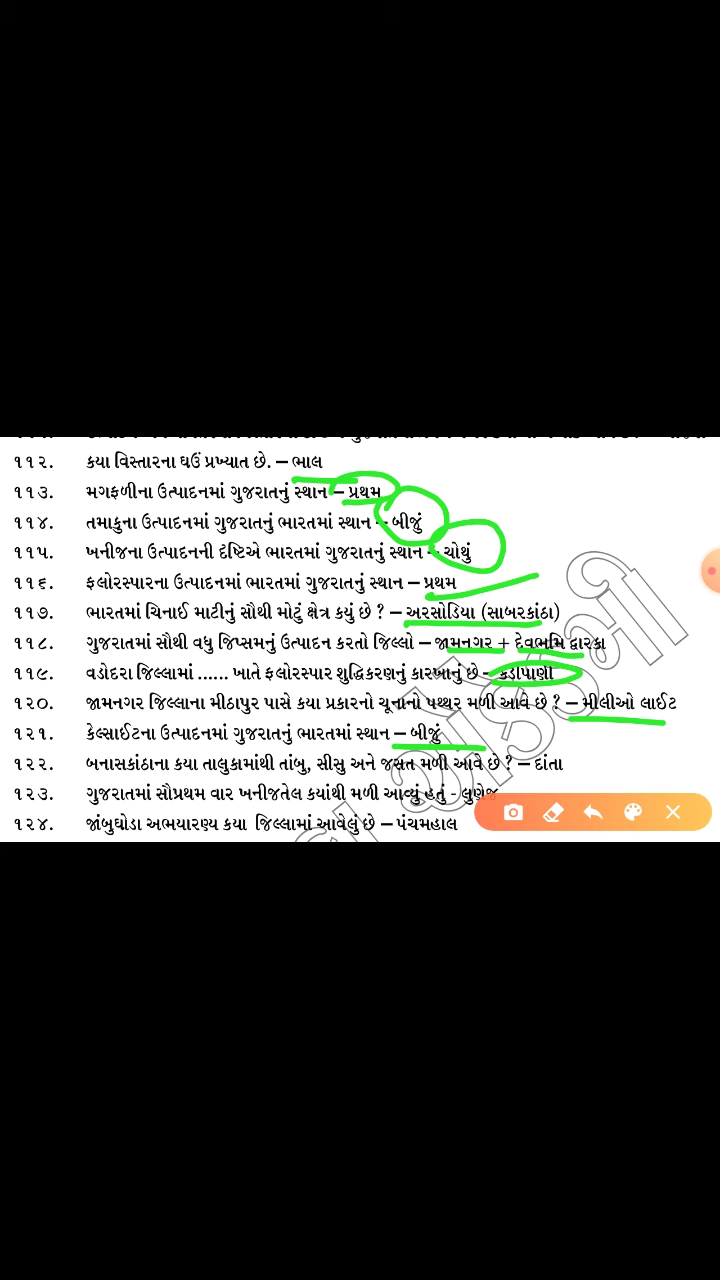 ૧૧૨. કયા વિસ્તારના ઘઉં પ્રખ્યાત છે. – ભાલ
૧૧૩. મગફળીના ઉત્પાદનમાં ગુજરાતનું સ્થાન – પ્રથમ
૧૧૪. તમાકુના ઉત્પાદનમાં ગુજરાતનું ભારતમાં સ્થાન – બીજું
૧૧૫. ખનીજના ઉત્પાદનની દૃષ્ટિએ ભારતમાં ગુજરાતનું સ્થાન – ચોથું
૧૧૬. ફલોરસ્પારના ઉત્પાદનમાં ભારતમાં ગુજરાતનું સ્થાન – પ્રથમ
૧૧૭. ભારતમાં ચિનાઈ માટીનું સૌથી મોટું ક્ષેત્ર કયું છે ? – અરસોડિયા (સાબરકાંઠા)
૧૧૮. ગુજરાતમાં સૌથી વધુ જિપ્સમનું ઉત્પાદન કરતો જિલ્લો – જામનગર + દેવભૂમિ દ્વારકા
૧૧૯. વડોદરા જિલ્લામાં ...... ખાતે ફલોરસ્પાર શુદ્ધિકરણનું કારખાનું છે - કડીપાણી
૧૨૦. જામનગર જિલ્લાના મીઠાપુર પાસે કયા પ્રકારનો ચૂનાનો પથ્થર મળી આવે છે ? – મીલીઓ લાઈટ
૧૨૧. કેલ્સાઈટના ઉત્પાદનમાં ગુજરાતનું ભારતમાં સ્થાન – બીજું
૧૨૨. બનાસકાંઠાના કયા તાલુકામાંથી તાંબુ, સીસુ અને જસત મળી આવે છે ? – દાંતા
૧૨૩. ગુજરાતમાં સૌપ્રથમ વાર ખનીજતેલ કયાંથી મળી આવ્યું હતું - લુણેજ
૧૨૪. જાંબુઘોડા અભયારણ્ય કયા જિલ્લામાં આવેલું છે – પંચમહાલ